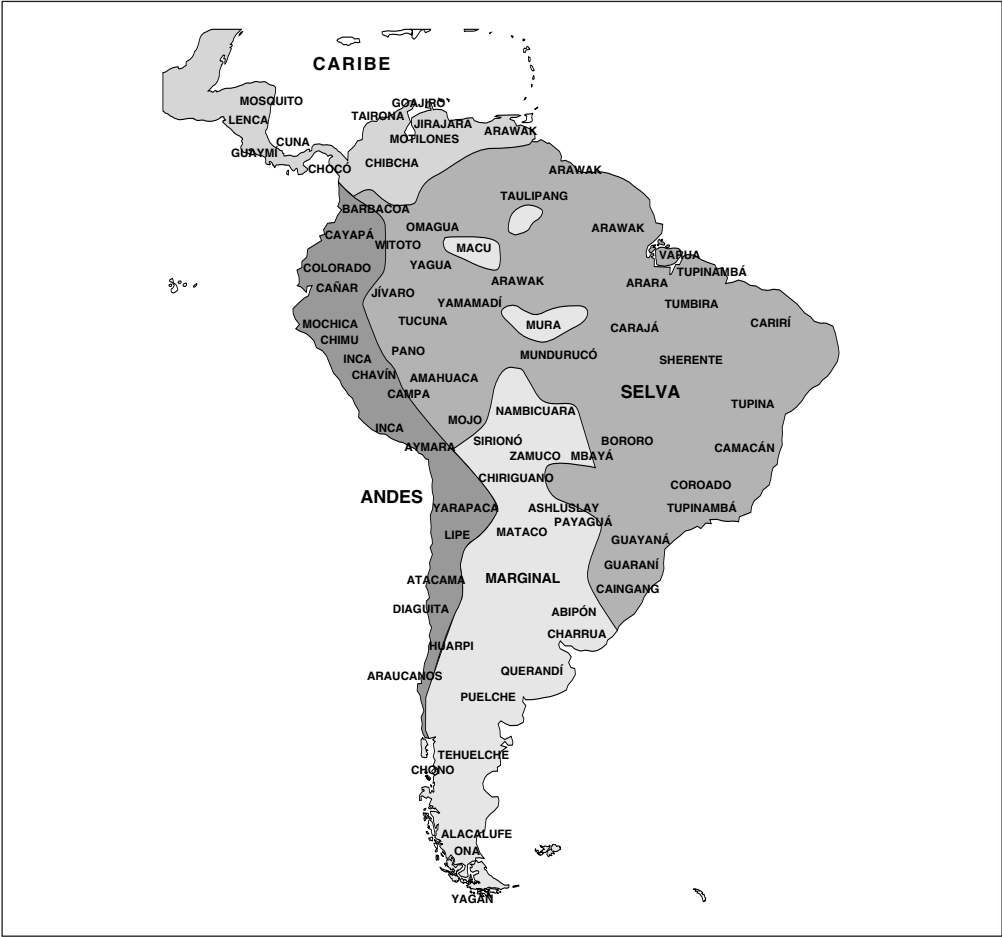 CARIBE
MOSQUITO
GOAJIRO
TAIRONA
LENCA
JIRAJARA
ARAWAK
MOTILONES
CUNA
GUAYMÍ
CHOCÓ
CHIBCHA
ARAWAK
TAULIPANG
BARBACOA
OMAGUA
ARAWAK
CAYAPÁ
WITOTO
MACU
VARUA
COLORADO
YAGUA
TUPINAMBÁ
CAÑAR
JÍVARO
ARAWAK
ARARA
YAMAMADÍ
TUMBIRA
MOCHICA
TUCUNA
MURA
CARAJÁ
CARIRÍ
CHIMU
INCA
PANO
MUNDURUCÓ
SHERENTE
CHAVÍN
AMAHUACA
CAMPA
SELVA
TUPINA
NAMBICUARA
INCA
MOJO
AYMARA
SIRIONÓ
BORORO
CAMACÁN
ZAMUCO
MBAYÁ
CHIRIGUANO
COROADO
ANDES
YARAPACA
ASHLUSLAY
TUPINAMBÁ
PAYAGUÁ
LIPE
MATACO
GUAYANÁ
GUARANÍ
ATACAMA
MARGINAL
CAINGANG
DIAGUITA
ABIPÓN
CHARRUA
HUARPI
ARAUCANOS
QUERANDÍ
PUELCHE
TEHUELCHE
CHONO
ALACALUFE
ONA
YAGÁN